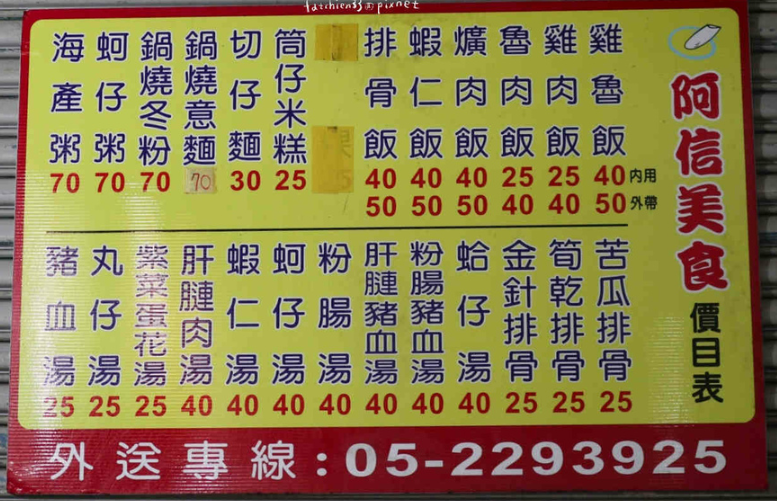 tatchien33@pixnet
阿信美食
價目表
雞魯飯 40 50
雞肉飯 25 40
魯肉飯 25 40
爌肉飯 40 50
蝦仁飯 40 50
排骨飯 40 50
內用
外帶
筒仔米糕 25
切仔麵 30
鍋燒意麵 70
鍋燒冬粉 70
蚵仔粥 70
海產粥 70
苦瓜排骨 25
筍乾排骨 25
金針排骨 25
蛤仔湯 40
粉腸豬血湯 40
肝豬血湯 40
粉腸湯 40
蚵仔湯 40
蝦仁湯 40
肝肉湯 40
紫菜蛋花湯 25
丸仔湯 25
豬血湯 25
外送專線:05-2293925